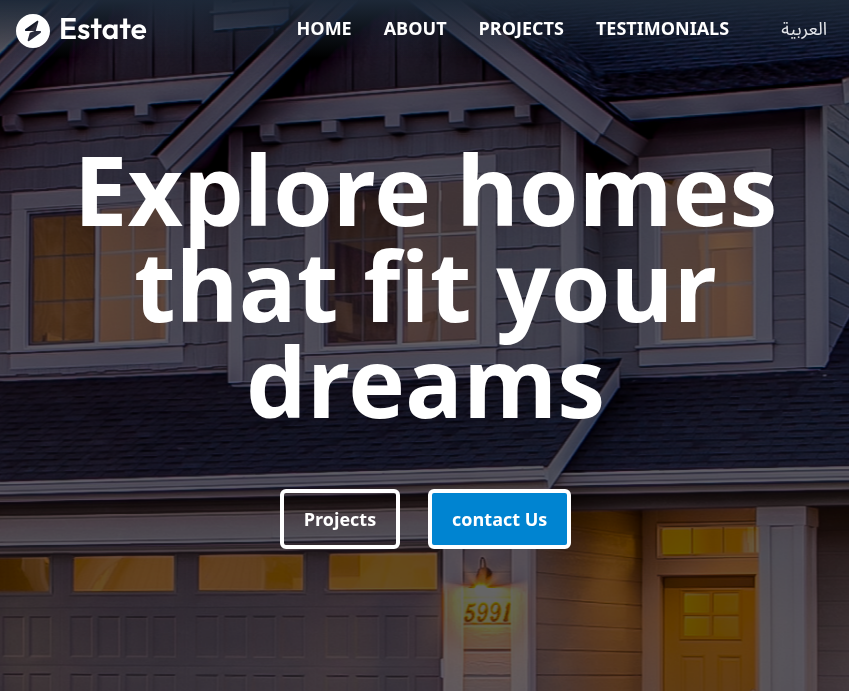 Estate
HOME ABOUT PROJECTS TESTIMONIALS العربية
Explore homes
that fit your
dreams
Projects
contact Us
5991